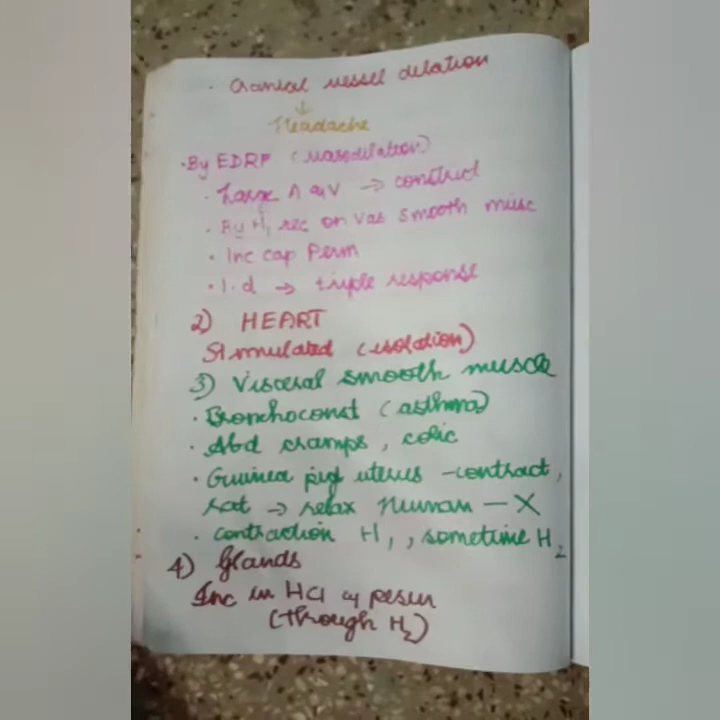 · Cranial vessel dilation
↓
Headache
· By EDRF (vasodilation)
· Large A & V → constrict
· By H1 rec on vas smooth musc
· Inc cap Perm
· I.d → triple response
2) HEART
Stimulated (isolation)
3) Visceral smooth muscle
· Bronchoconst (asthma)
· Abd cramps, colic
· Guinea pig uterus - contract,
rat → relax Human — X
· contraction H1, sometime H2
4) Glands
Inc in HCl & pepsin
(through H2)